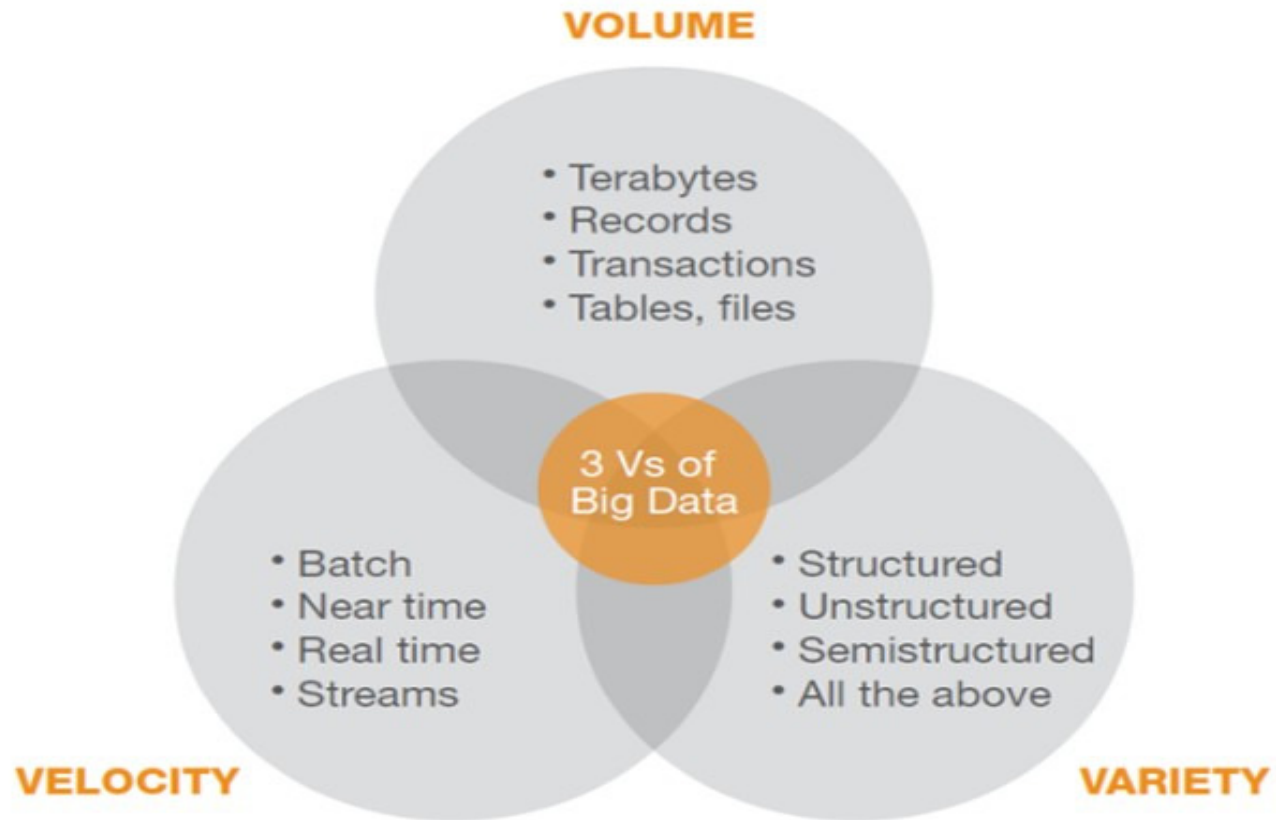 VOLUME
• Terabytes
• Records
• Transactions
• Tables, files
3 Vs of
Big Data
• Batch
• Near time
• Real time
• Streams
VELOCITY
• Structured
• Unstructured
• Semistructured
• All the above
VARIETY